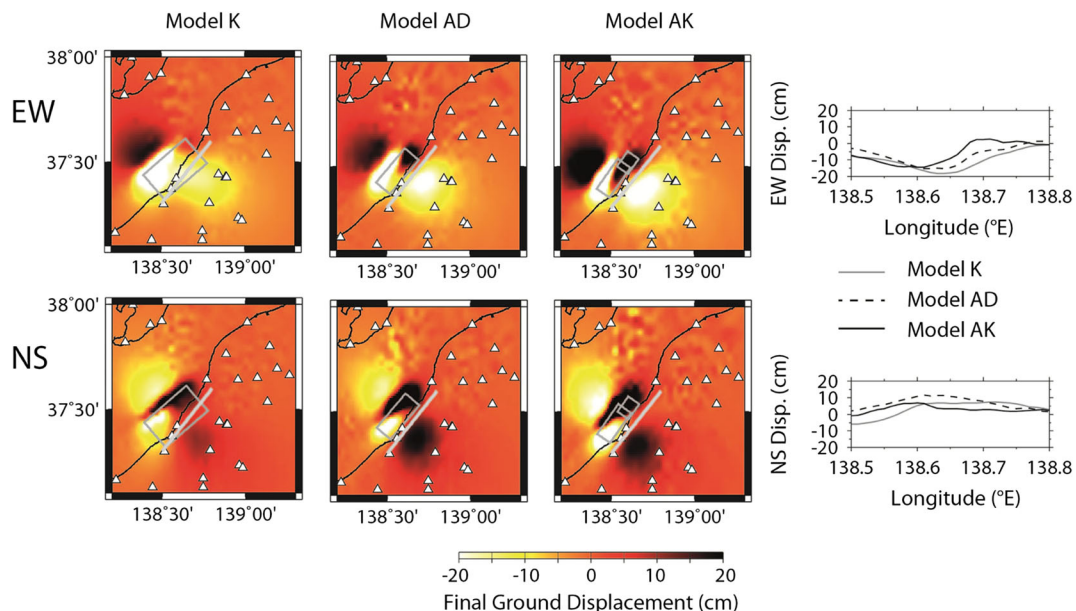 Model K Model AD Model AK
38°00'
EW
37°30'
138°30' 139°00' 138°30' 139°00' 138°30' 139°00'
EW Disp. (cm)
20
10
0
-10
-20
138.5 138.6 138.7 138.8
Longitude (°E)
Model K
Model AD
Model AK
38°00'
NS
37°30'
138°30' 139°00' 138°30' 139°00' 138°30' 139°00'
NS Disp. (cm)
20
10
0
-10
-20
138.5 138.6 138.7 138.8
Longitude (°E)
-20 -10 0 10 20
Final Ground Displacement (cm)